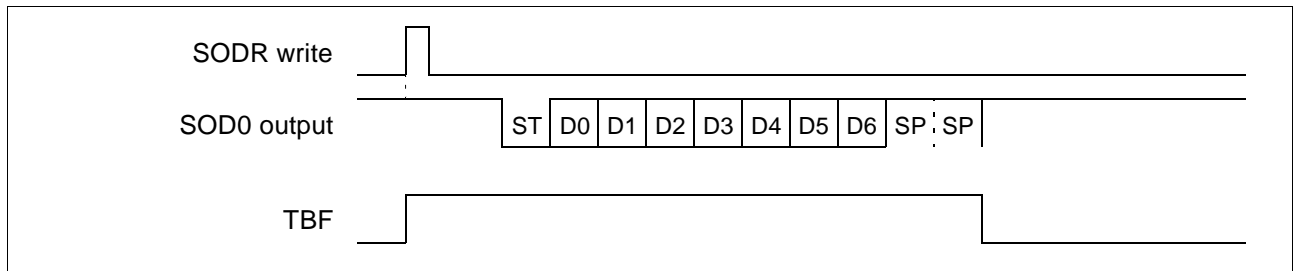 SODR write
SOD0 output ST D0 D1 D2 D3 D4 D5 D6 SP SP
TBF